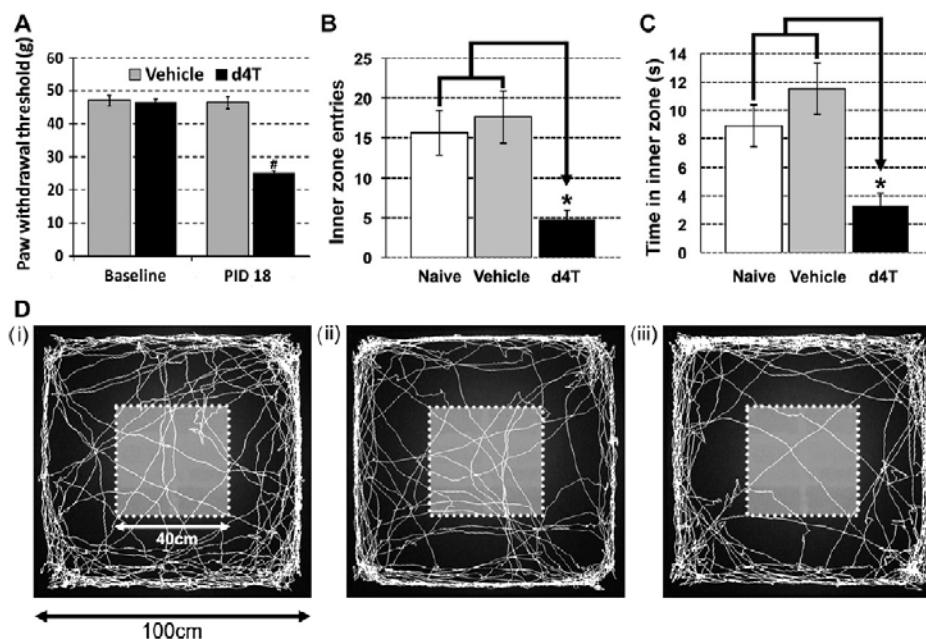 A
Paw withdrawal threshold (g)
60
50
40
30
20
10
0
Vehicle d4T
#
Baseline PID 18
B
Inner zone entries
25
20
15
10
5
0
*
Naive Vehicle d4T
C
Time in inner zone (s)
14
12
10
8
6
4
2
0
*
Naive Vehicle d4T
D
(i) (ii) (iii)
40cm
100cm